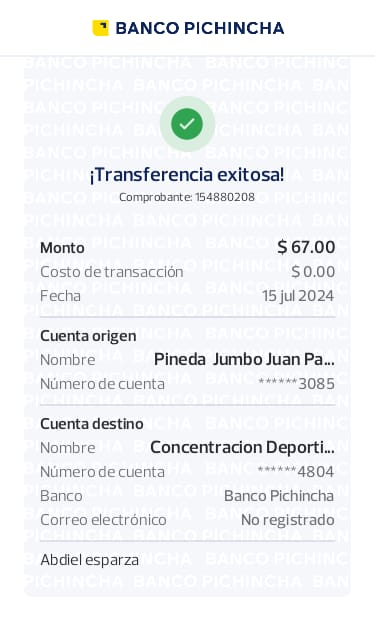 BANCO PICHINCHA
¡Transferencia exitosa!
Comprobante: 154880208
Monto $ 67.00
Costo de transacción $ 0.00
Fecha 15 jul 2024
Cuenta origen
Nombre Pineda Jumbo Juan Pa...
Número de cuenta ******3085
Cuenta destino
Nombre Concentracion Deporti...
Número de cuenta ******4804
Banco Banco Pichincha
Correo electrónico No registrado
Abdiel esparza